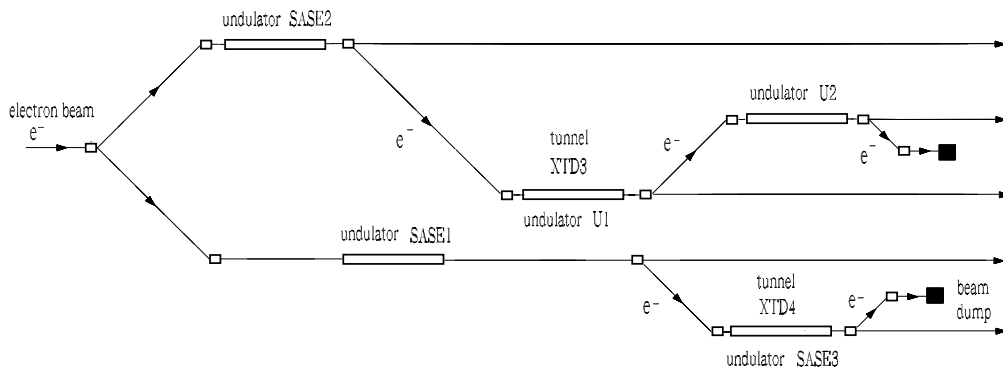 undulator SASE2
electron beam
e⁻
undulator U2
e⁻
tunnel
XTD3
e⁻
e⁻
undulator U1
undulator SASE1
tunnel
XTD4
e⁻
e⁻
beam
dump
undulator SASE3